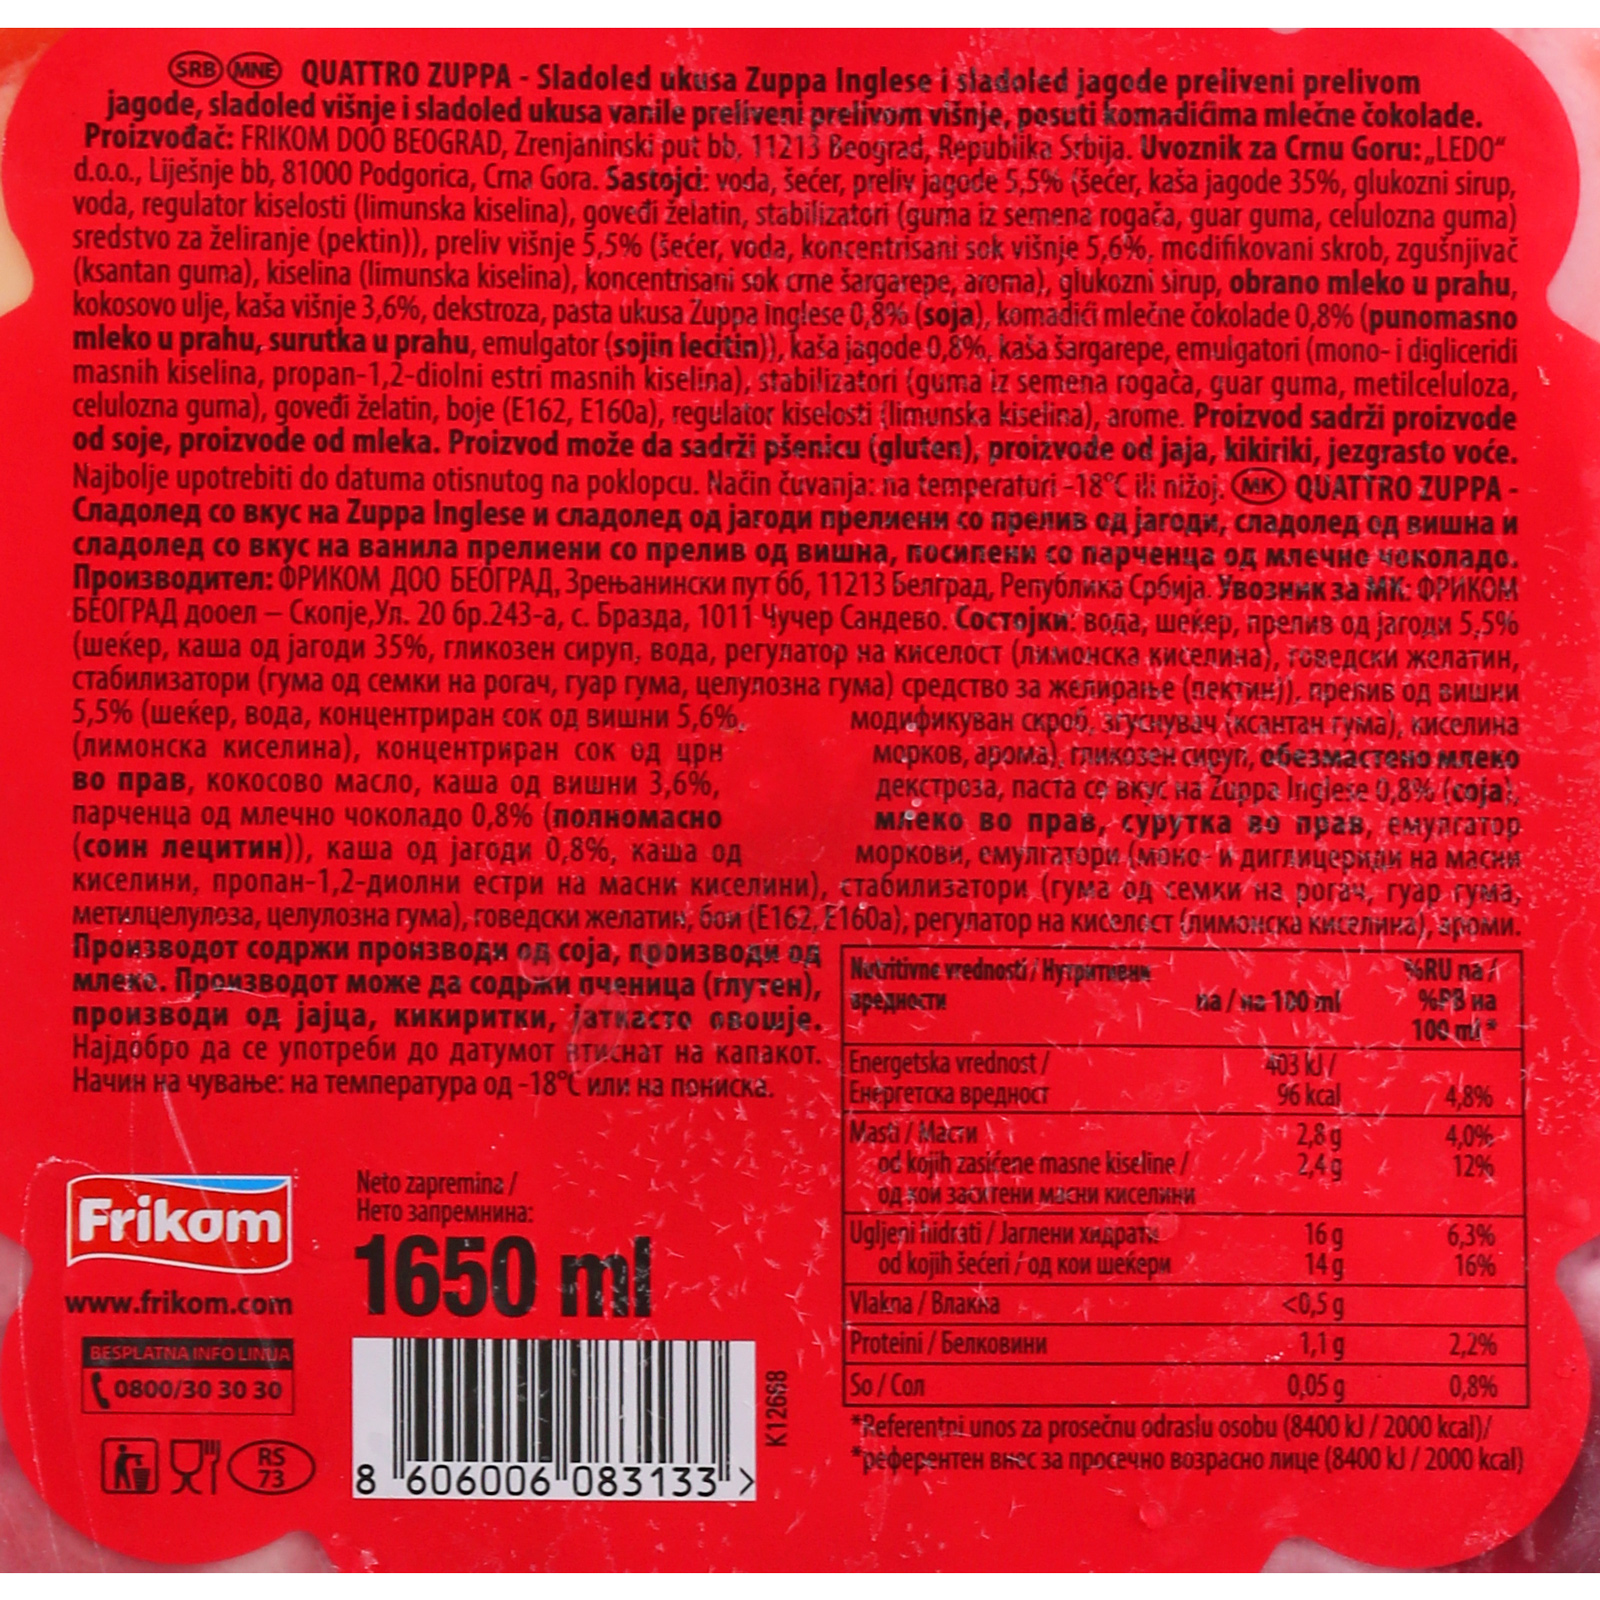 SRB MNE QUATTRO ZUPPA - Sladoled ukusa Zuppa Inglese i sladoled jagode preliveni prelivom
jagode, sladoled višnje i sladoled ukusa vanile preliveni prelivom višnje, posuti komadićima mlečne čokolade.
Proizvođač: FRIKOM DOO BEOGRAD, Zrenjaninski put bb, 11213 Beograd, Republika Srbija. Uvoznik za Crnu Goru: „LEDO“
d.o.o., Liješnje bb, 81000 Podgorica, Crna Gora. Sastojci: voda, šećer, preliv jagode 5,5% (šećer, kaša jagode 35%, glukozni sirup,
voda, regulator kiselosti (limunska kiselina), goveđi želatin, stabilizatori (guma iz semena rogača, guar guma, celulozna guma)
sredstvo za želiranje (pektin)), preliv višnje 5,5% (šećer, voda, koncentrisani sok višnje 5,6%, modifikovani skrob, zgušnjivač
(ksantan guma), kiselina (limunska kiselina), koncentrisani sok crne šargarepe, aroma), glukozni sirup, obrano mleko u prahu,
kokosovo ulje, kaša višnje 3,6%, dekstroza, pasta ukusa Zuppa Inglese 0,8% (soja), komadići mlečne čokolade 0,8% (punomasno
mleko u prahu, surutka u prahu, emulgator (sojin lecitin)), kaša jagode 0,8%, kaša šargarepe, emulgatori (mono- i digliceridi
masnih kiselina, propan-1,2-diolni estri masnih kiselina), stabilizatori (guma iz semena rogača, guar guma, metilceluloza,
celulozna guma), goveđi želatin, boje (E162, E160a), regulator kiselosti (limunska kiselina), arome. Proizvod sadrži proizvode
od soje, proizvode od mleka. Proizvod može da sadrži pšenicu (gluten), proizvode od jaja, kikiriki, jezgrasto voće.
Najbolje upotrebiti do datuma otisnutog na poklopcu. Način čuvanja: na temperaturi -18°C ili nižoj. MK QUATTRO ZUPPA -
Сладолед со вкус на Zuppa Inglese и сладолед од јагоди прелиени со прелив од јагоди, сладолед од вишна и
сладолед со вкус на ванила прелиени со прелив од вишна, посипени со парченца од млечно чоколадо.
Производител: ФРИКОМ ДОО БЕОГРАД, Зрењанински пут бб, 11213 Белград, Република Србија. Увозник за МК: ФРИКОМ
БЕОГРАД дооел – Скопје,Ул. 20 бр.243-а, с. Бразда, 1011 Чучер Сандево. Состојки: вода, шеќер, прелив од јагоди 5,5%
(шеќер, каша од јагоди 35%, гликозен сируп, вода, регулатор на киселост (лимонска киселина), говедски желатин,
стабилизатори (гума од семки на рогач, гуар гума, целулозна гума) средство за желирање (пектин)), прелив од вишни
5,5% (шеќер, вода, концентриран сок од вишни 5,6%, модификуван скроб, згуснувач (ксантан гума), киселина
(лимонска киселина), концентриран сок од црн морков, арома), гликозен сируп, обезмастено млеко
во прав, кокосово масло, каша од вишни 3,6%, декстроза, паста со вкус на Zuppa Inglese 0,8% (соја),
парченца од млечно чоколадо 0,8% (полномасно млеко во прав, сурутка во прав, емулгатор
(соин лецитин)), каша од јагоди 0,8%, каша од моркови, емулгатори (моно- и диглицериди на масни
киселини, пропан-1,2-диолни естри на масни киселини), стабилизатори (гума од семки на рогач, гуар гума,
метилцелулоза, целулозна гума), говедски желатин, бои (E162, E160a), регулатор на киселост (лимонска киселина), ароми.
Производот содржи производи од соја, производи од
млеко. Производот може да содржи пченица (глутен),
производи од јајца, кикиритки, јаткасто овошје.
Најдобро да се употреби до датумот втиснат на капакот.
Начин на чување: на температура од -18°C или на пониска.
Nutritivne vrednosti / Нутритивни
вредности
na / на 100 ml
%RU na /
%РВ на
100 ml *
Energetska vrednost /
Енергетска вредност
403 kJ /
96 kcal 4,8%
Masti / Масти 2,8 g 4,0%
od kojih zasićene masne kiseline / 2,4 g 12%
од кои заситени масни киселини
Ugljeni hidrati / Јаглени хидрати 16 g 6,3%
od kojih šećeri / од кои шеќери 14 g 16%
Vlakna / Влакна <0,5 g
Proteini / Белковини 1,1 g 2,2%
So / Сол 0,05 g 0,8%
*Referentni unos za prosečnu odraslu osobu (8400 kJ / 2000 kcal)/
*референтен внес за просечно возрасно лице (8400 kJ / 2000 kcal)
Frikom
www.frikom.com
BESPLATNA INFO LINIJA
0800/30 30 30
RS
73
Neto zapremina /
Нето запремнина:
1650 ml
K12668
8 606006 083133 >